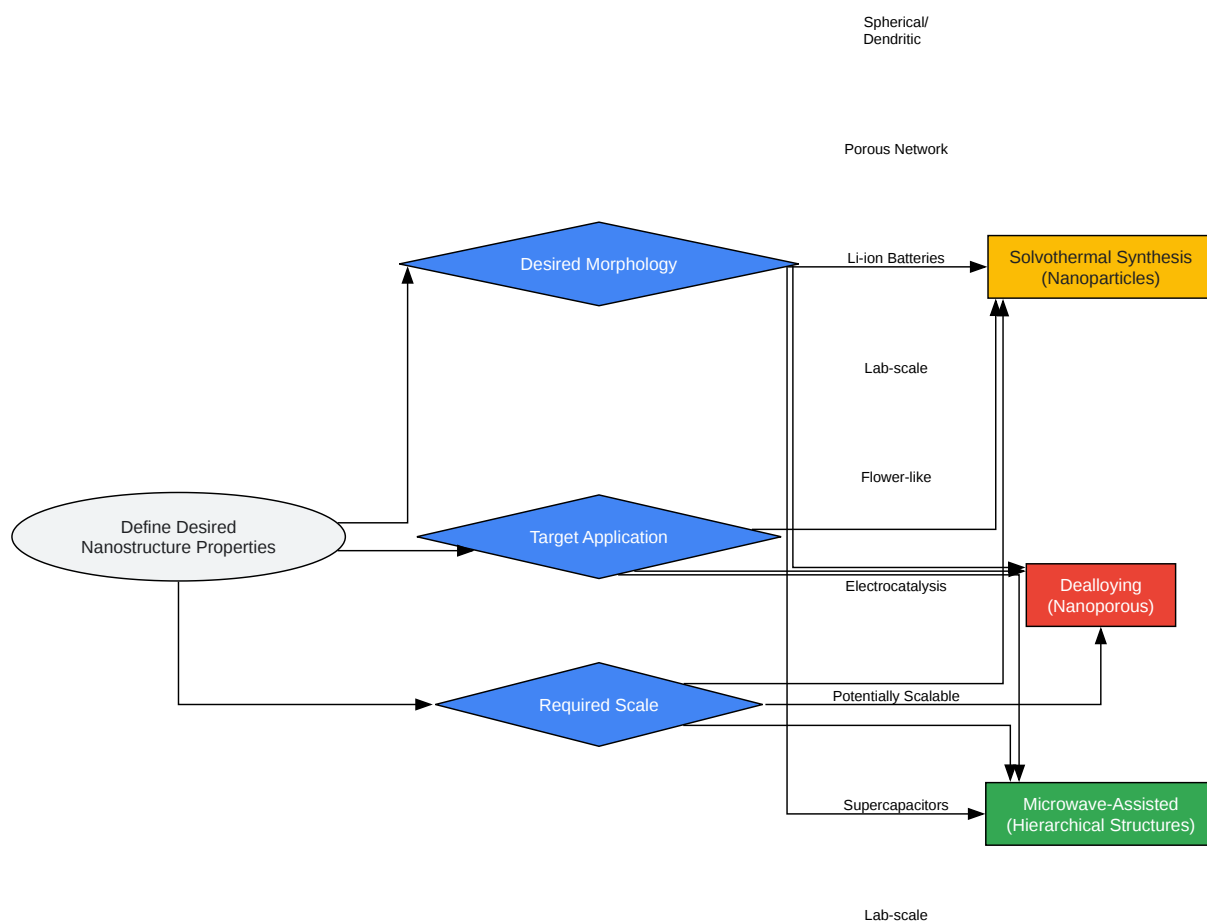 Spherical/
Dendritic
Porous Network
Desired Morphology
Li-ion Batteries
Solvothermal Synthesis
(Nanoparticles)
Lab-scale
Flower-like
Define Desired
Nanostructure Properties
Target Application
Electrocatalysis
Dealloying
(Nanoporous)
Required Scale
Potentially Scalable
Supercapacitors
Microwave-Assisted
(Hierarchical Structures)
Lab-scale